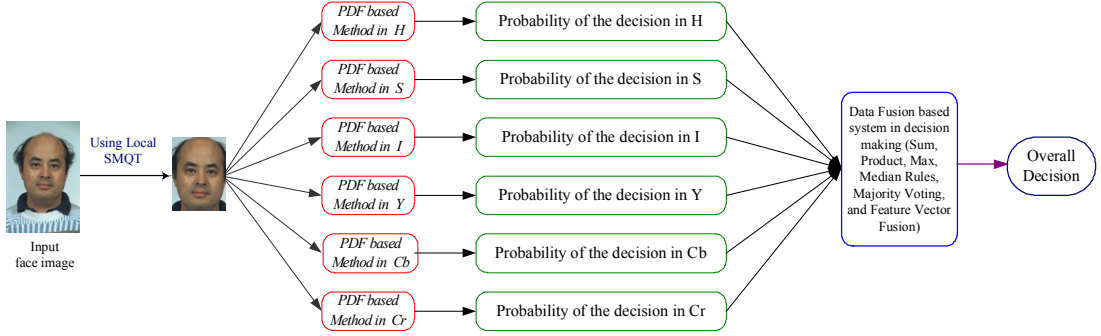 Input
face image
Using Local
SMQT
PDF based
Method in H
Probability of the decision in H
PDF based
Method in S
Probability of the decision in S
PDF based
Method in I
Probability of the decision in I
PDF based
Method in Y
Probability of the decision in Y
PDF based
Method in Cb
Probability of the decision in Cb
PDF based
Method in Cr
Probability of the decision in Cr
Data Fusion based
system in decision
making (Sum,
Product, Max,
Median Rules,
Majority Voting,
and Feature Vector
Fusion)
Overall
Decision